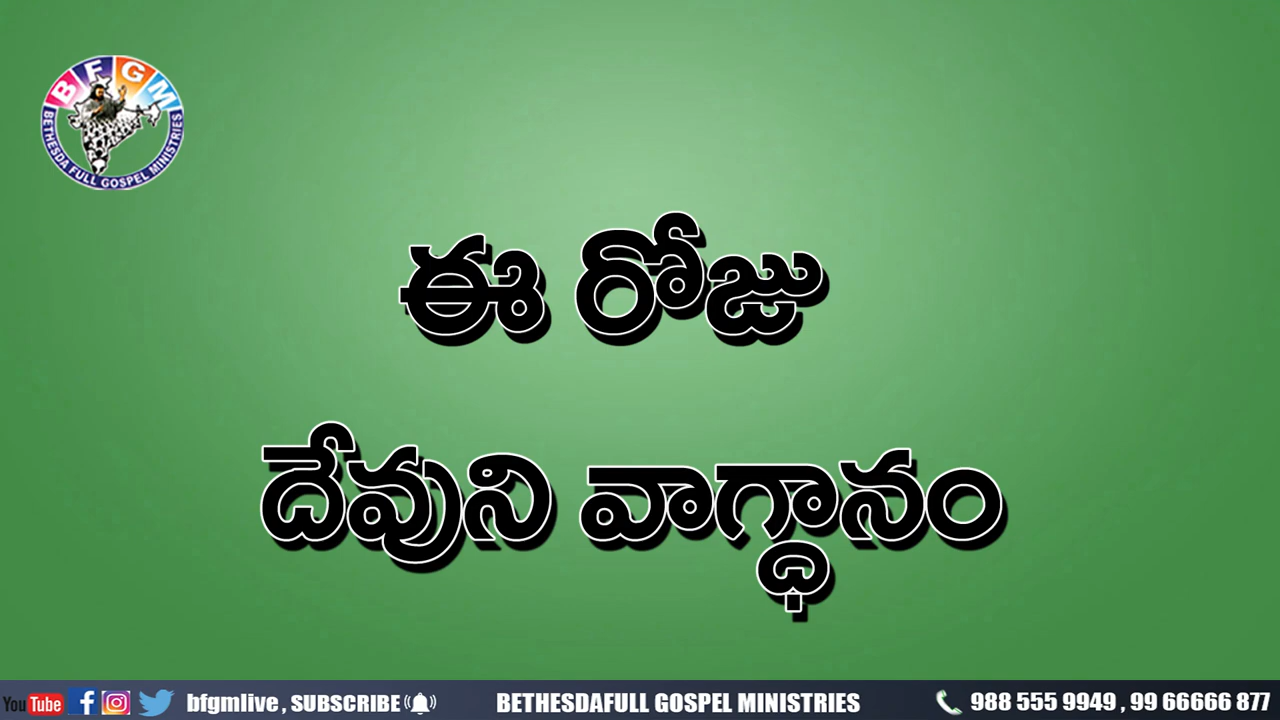 BFGM
BETHESDA FULL GOSPEL MINISTRIES
ఈ రోజు
దేవుని వాగ్ధానం
YouTube bfgmlive , SUBSCRIBE BETHESDAFULL GOSPEL MINISTRIES 988 555 9949 , 99 66666 877